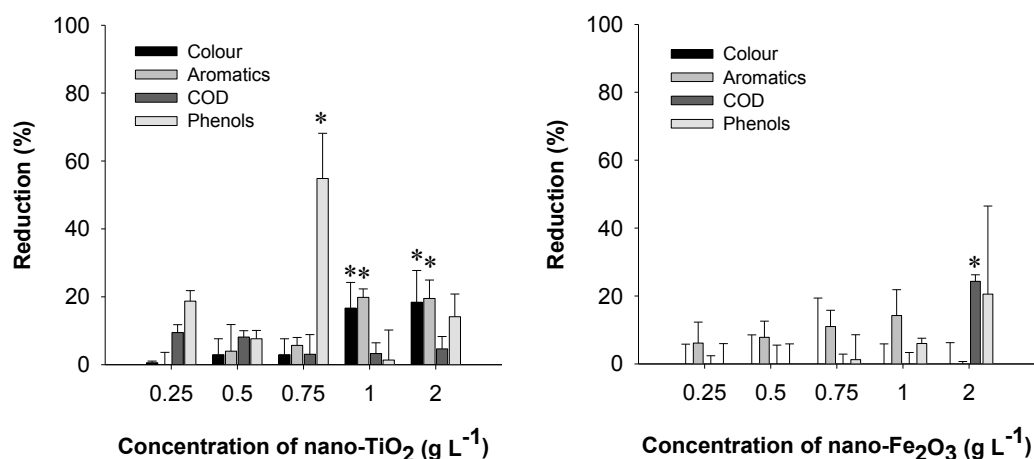 100
80
60
40
20
0
Reduction (%)
Colour
Aromatics
COD
Phenols
*
* *
* *
0.25 0.5 0.75 1 2
Concentration of nano-TiO₂ (g L⁻¹)
100
80
60
40
20
0
Reduction (%)
Colour
Aromatics
COD
Phenols
*
0.25 0.5 0.75 1 2
Concentration of nano-Fe₂O₃ (g L⁻¹)